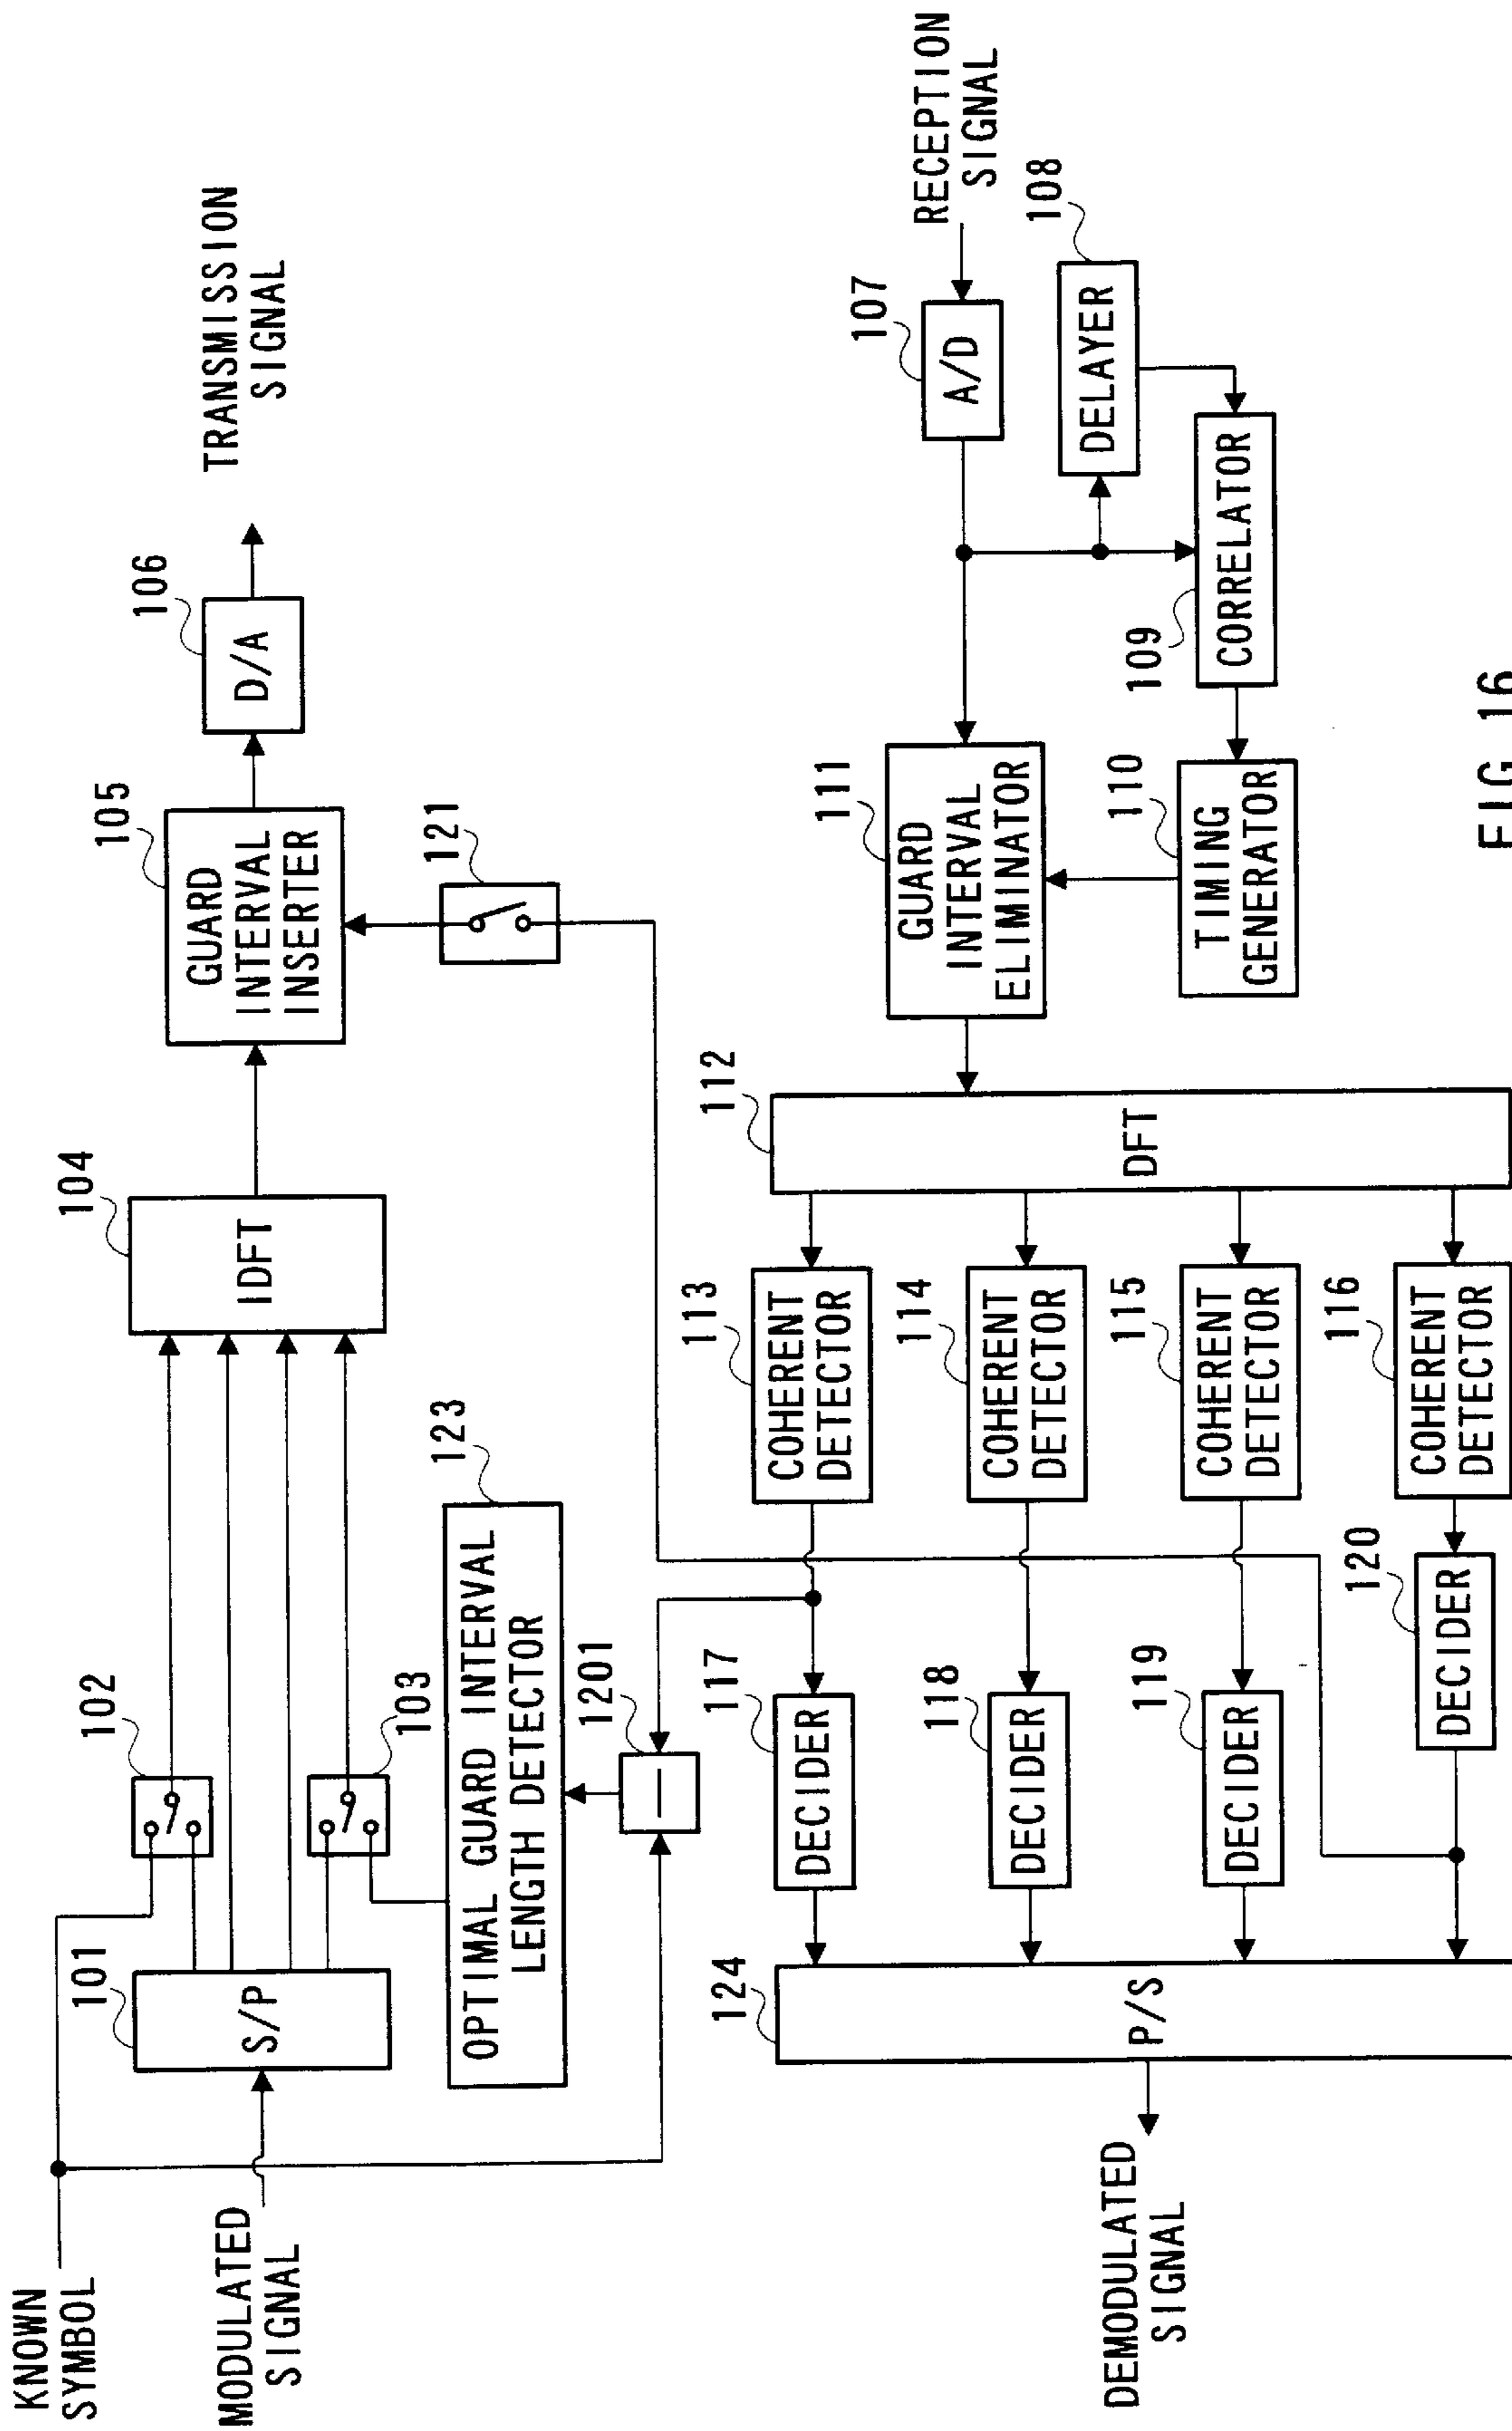 KNOWN
SYMBOL
MODULATED
SIGNAL
101
S/P
102
103
104
IDFT
105
GUARD
INTERVAL
INSERTER
106
D/A
TRANSMISSION
SIGNAL
121
123
OPTIMAL GUARD INTERVAL
LENGTH DETECTOR
1201
RECEPTION
SIGNAL
107
A/D
108
DELAYER
109
CORRELATOR
110
TIMING
GENERATOR
111
GUARD
INTERVAL
ELIMINATOR
112
DFT
113
COHERENT
DETECTOR
114
COHERENT
DETECTOR
115
COHERENT
DETECTOR
116
COHERENT
DETECTOR
117
DECIDER
118
DECIDER
119
DECIDER
120
DECIDER
124
P/S
DEMODULATED
SIGNAL
FIG. 16